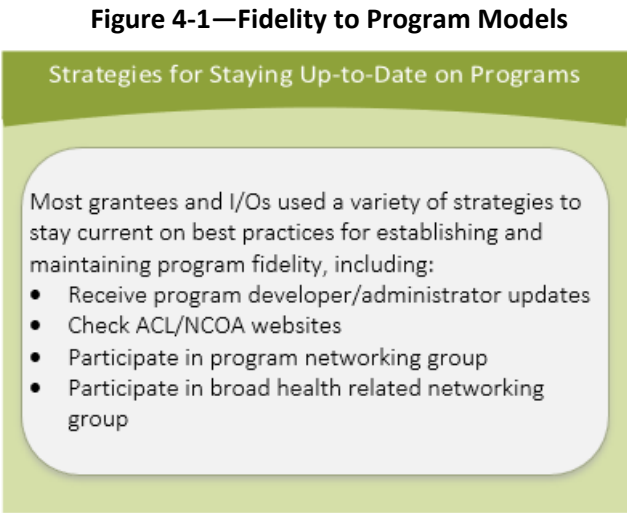 Figure 4-1—Fidelity to Program Models
Strategies for Staying Up-to-Date on Programs
Most grantees and I/Os used a variety of strategies to
stay current on best practices for establishing and
maintaining program fidelity, including:
• Receive program developer/administrator updates
• Check ACL/NCOA websites
• Participate in program networking group
• Participate in broad health related networking
group